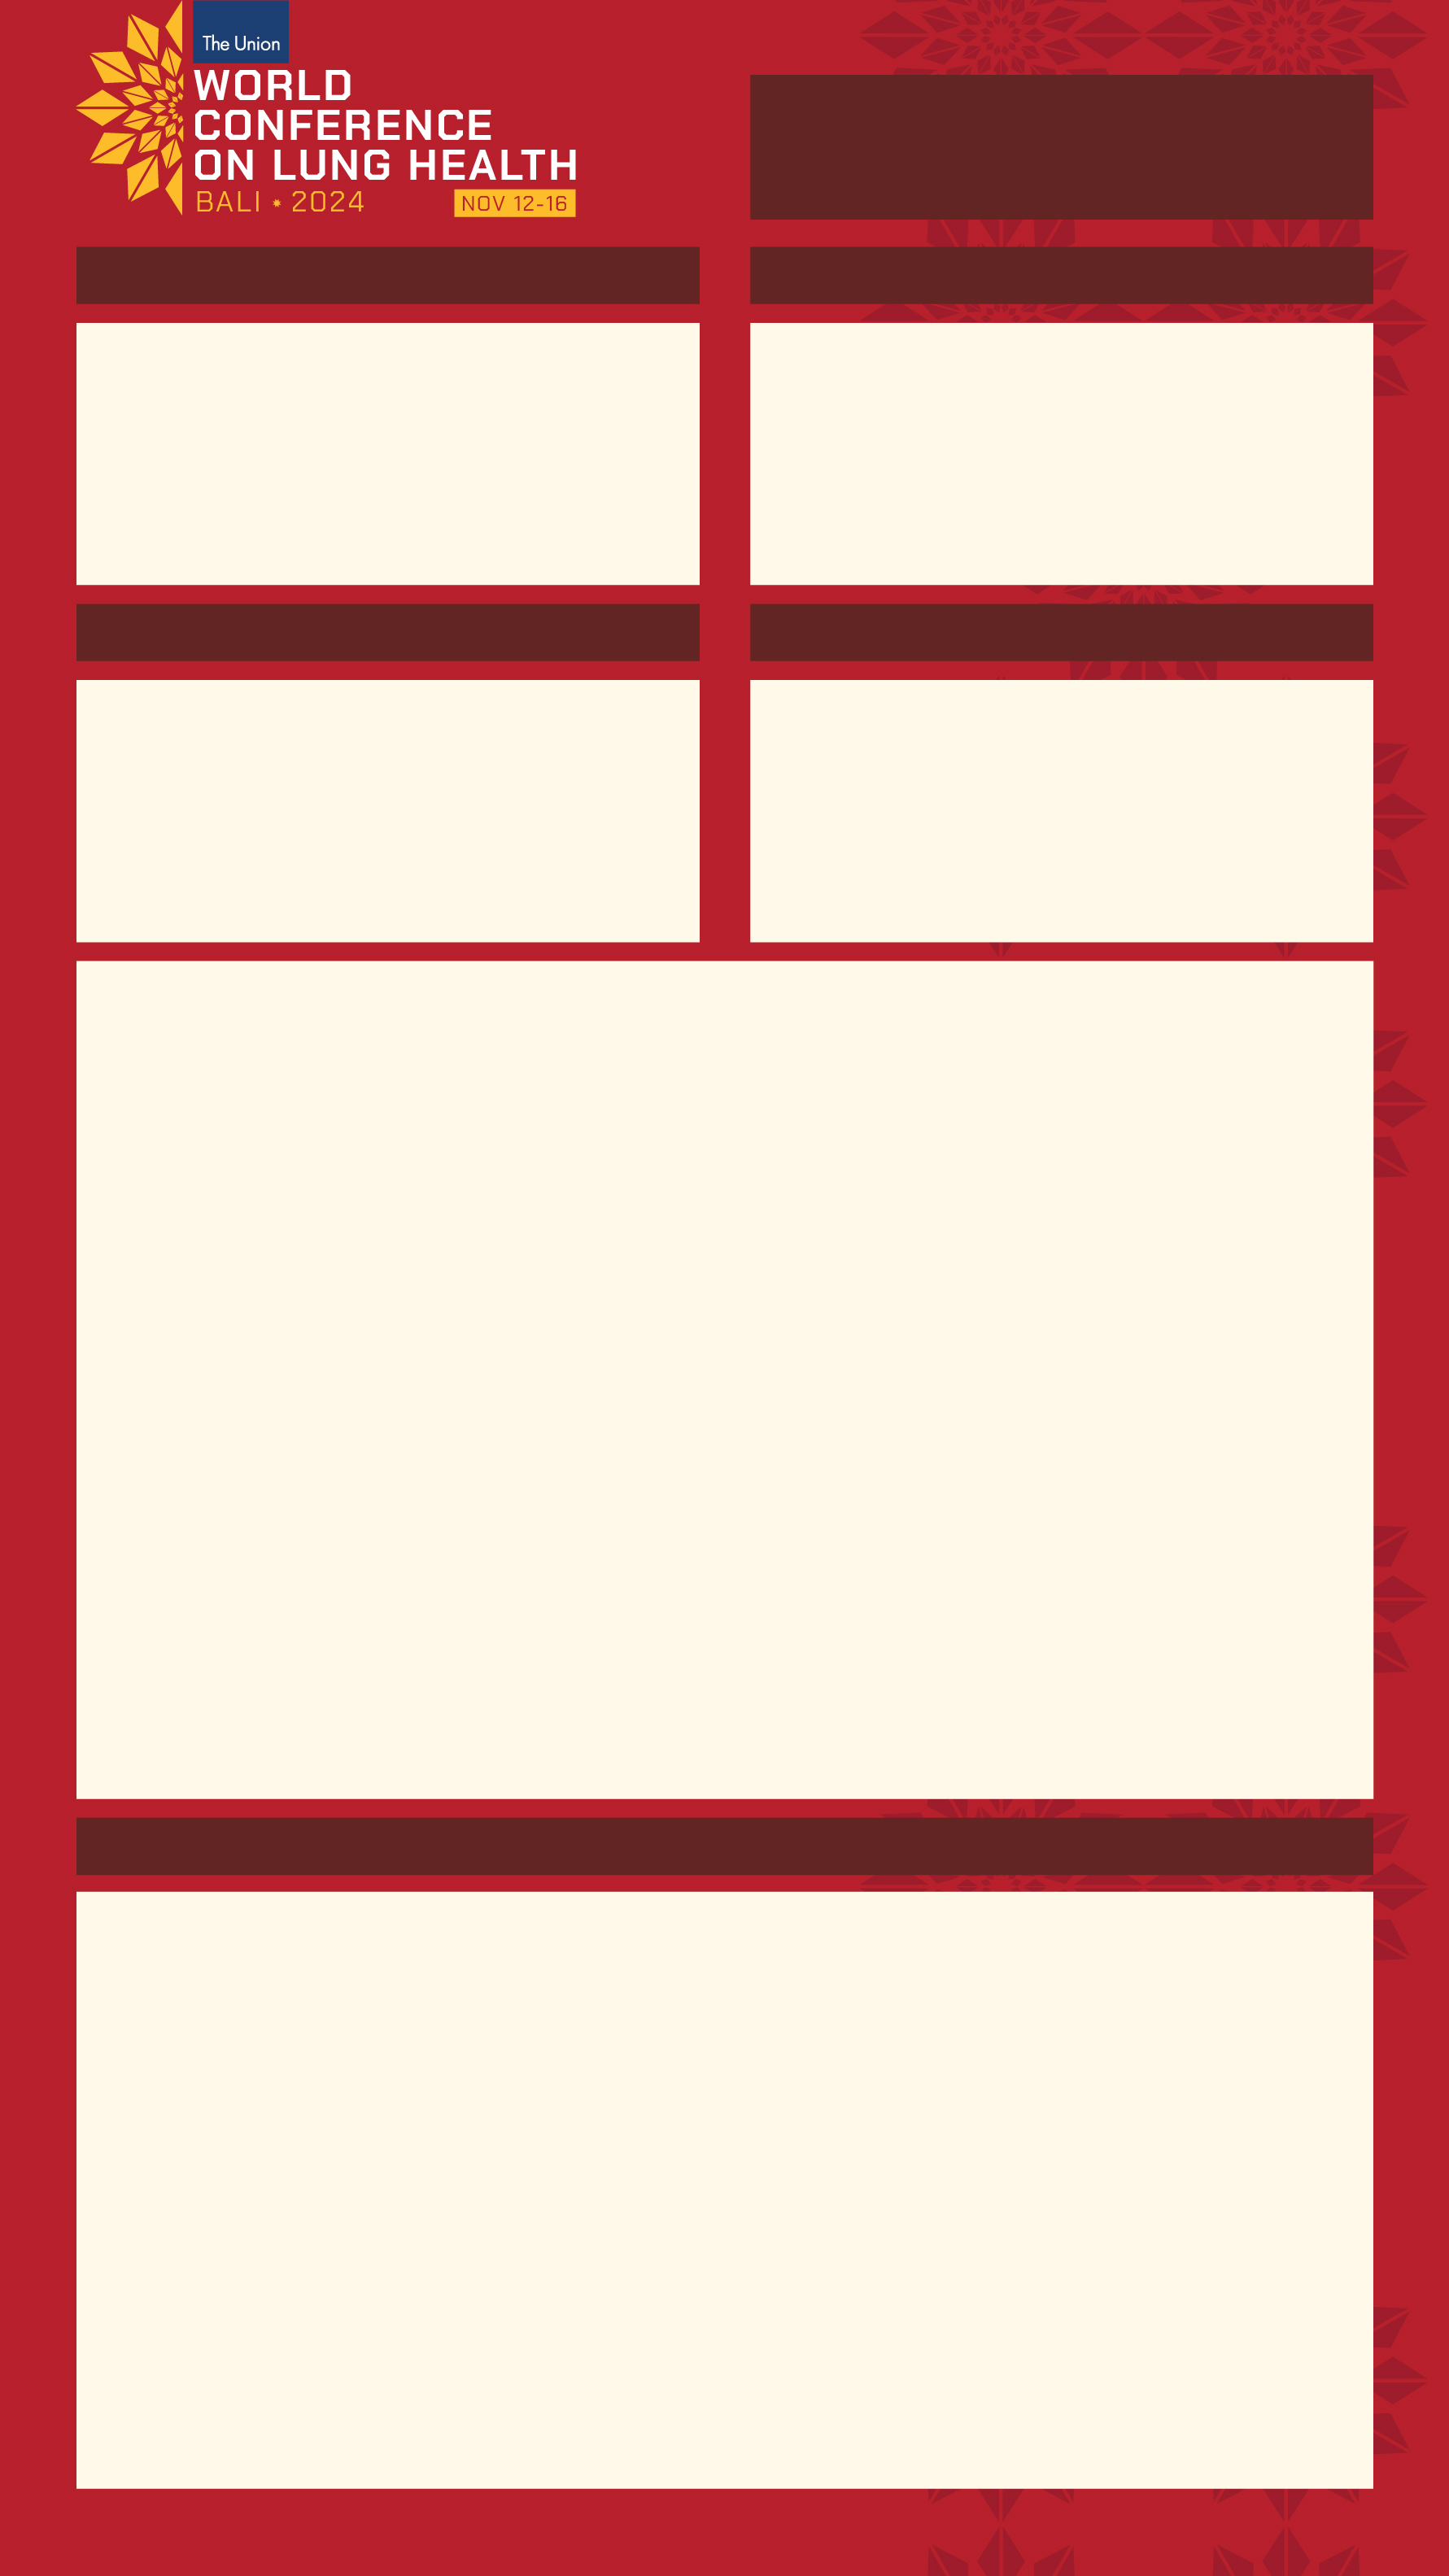 The Union
WORLD
CONFERENCE
ON LUNG HEALTH
BALI • 2024
NOV 12-16